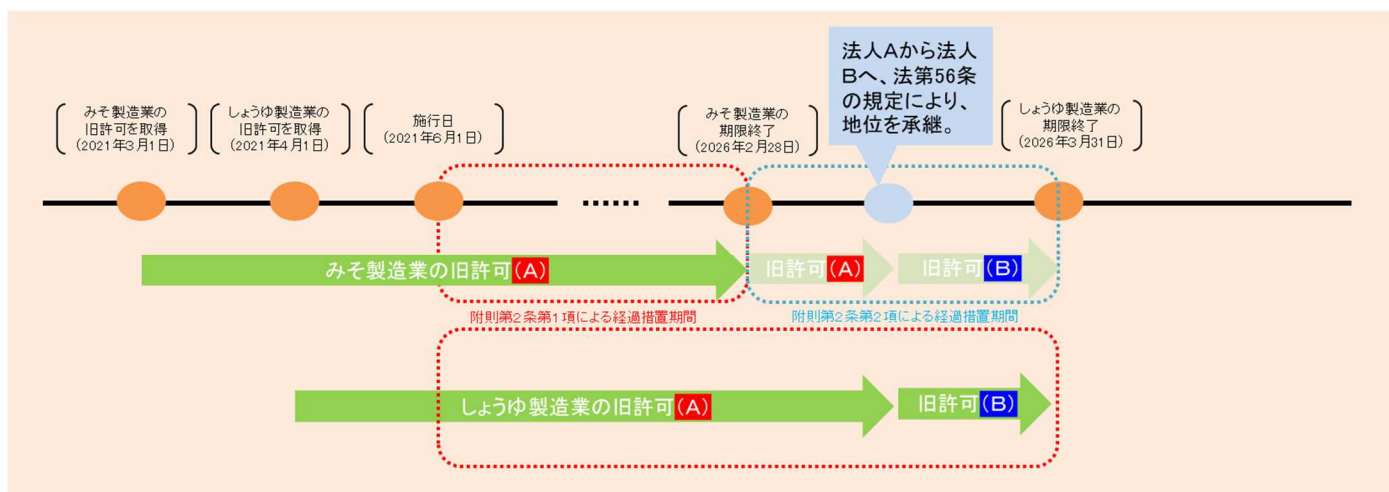 みそ製造業の
旧許可を取得
(2021年3月1日)
しょうゆ製造業の
旧許可を取得
(2021年4月1日)
施行日
(2021年6月1日)
みそ製造業の
期限終了
(2026年2月28日)
法人Aから法人
Bへ、法第56条
の規定により、
地位を承継。
しょうゆ製造業の
期限終了
(2026年3月31日)
……
みそ製造業の旧許可(A)
旧許可(A)
旧許可(B)
附則第2条第1項による経過措置期間
附則第2条第2項による経過措置期間
しょうゆ製造業の旧許可(A)
旧許可(B)